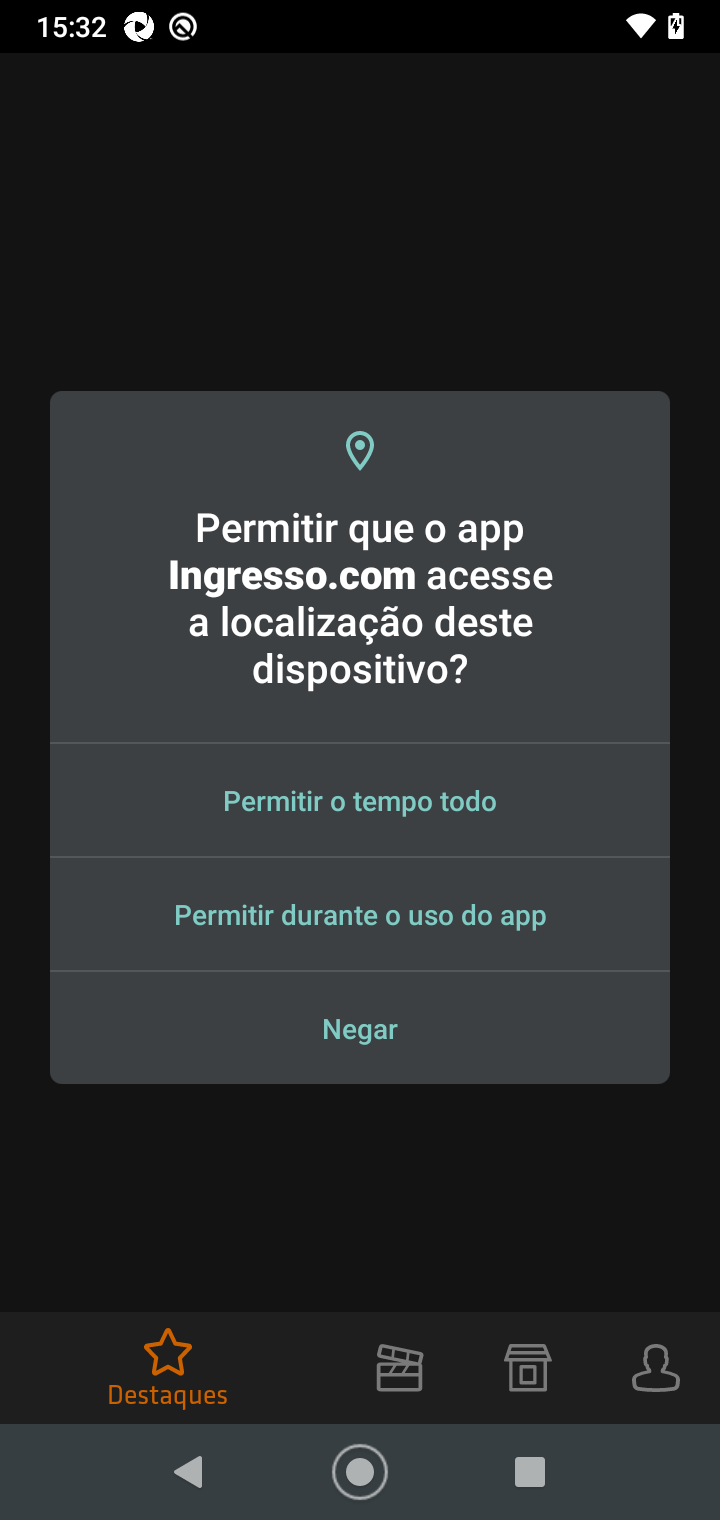 15:32
Permitir que o app
Ingresso.com acesse
a localização deste
dispositivo?
Permitir o tempo todo
Permitir durante o uso do app
Negar
Destaques